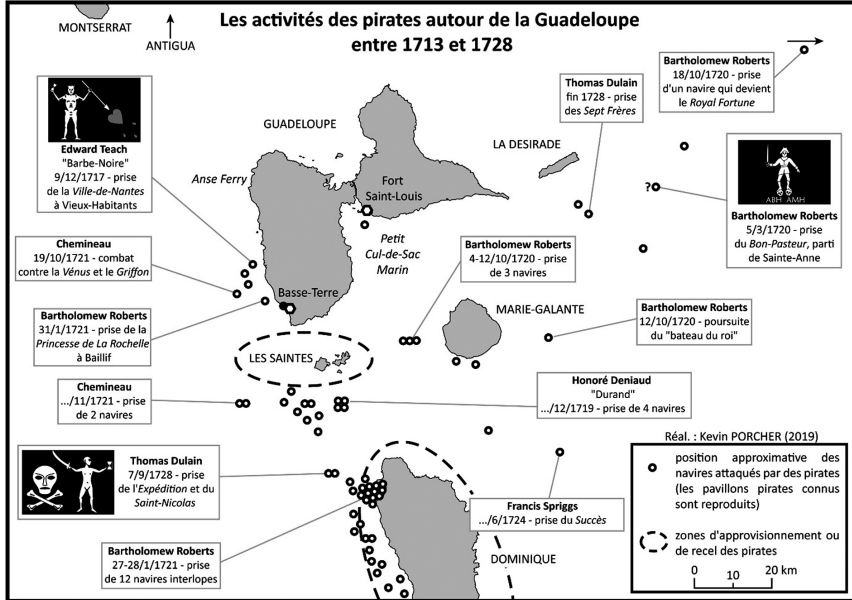 Les activités des pirates autour de la Guadeloupe
entre 1713 et 1728
MONTSERRAT
ANTIGUA
Edward Teach
"Barbe-Noire"
9/12/1717 - prise
de la Ville-de-Nantes
à Vieux-Habitants
GUADELOUPE
Anse Ferry
Fort
Saint-Louis
Petit
Cul-de-Sac
Marin
Basse-Terre
Thomas Dulain
fin 1728 - prise
des Sept Frères
LA DESIRADE
Bartholomew Roberts
18/10/1720 - prise
d'un navire qui devient
le Royal Fortune
?
ABH AMH
Bartholomew Roberts
5/3/1720 - prise
du Bon-Pasteur, parti
de Sainte-Anne
Chemineau
19/10/1721 - combat
contre la Vénus et le Griffon
Bartholomew Roberts
4-12/10/1720 - prise
de 3 navires
MARIE-GALANTE
Bartholomew Roberts
12/10/1720 - poursuite
du "bateau du roi"
Bartholomew Roberts
31/1/1721 - prise de la
Princesse de La Rochelle
à Baillif
LES SAINTES
Chemineau
.../11/1721 - prise
de 2 navires
Honoré Deniaud
"Durand"
.../12/1719 - prise de 4 navires
Thomas Dulain
7/9/1728 - prise
de l'Expédition et du
Saint-Nicolas
Francis Spriggs
.../6/1724 - prise du Succès
Bartholomew Roberts
27-28/1/1721 - prise
de 12 navires interlopes
DOMINIQUE
Réal. : Kevin PORCHER (2019)
position approximative des
navires attaqués par des pirates
(les pavillons pirates connus
sont reproduits)
zones d'approvisionnement ou
de recel des pirates
0 10 20 km